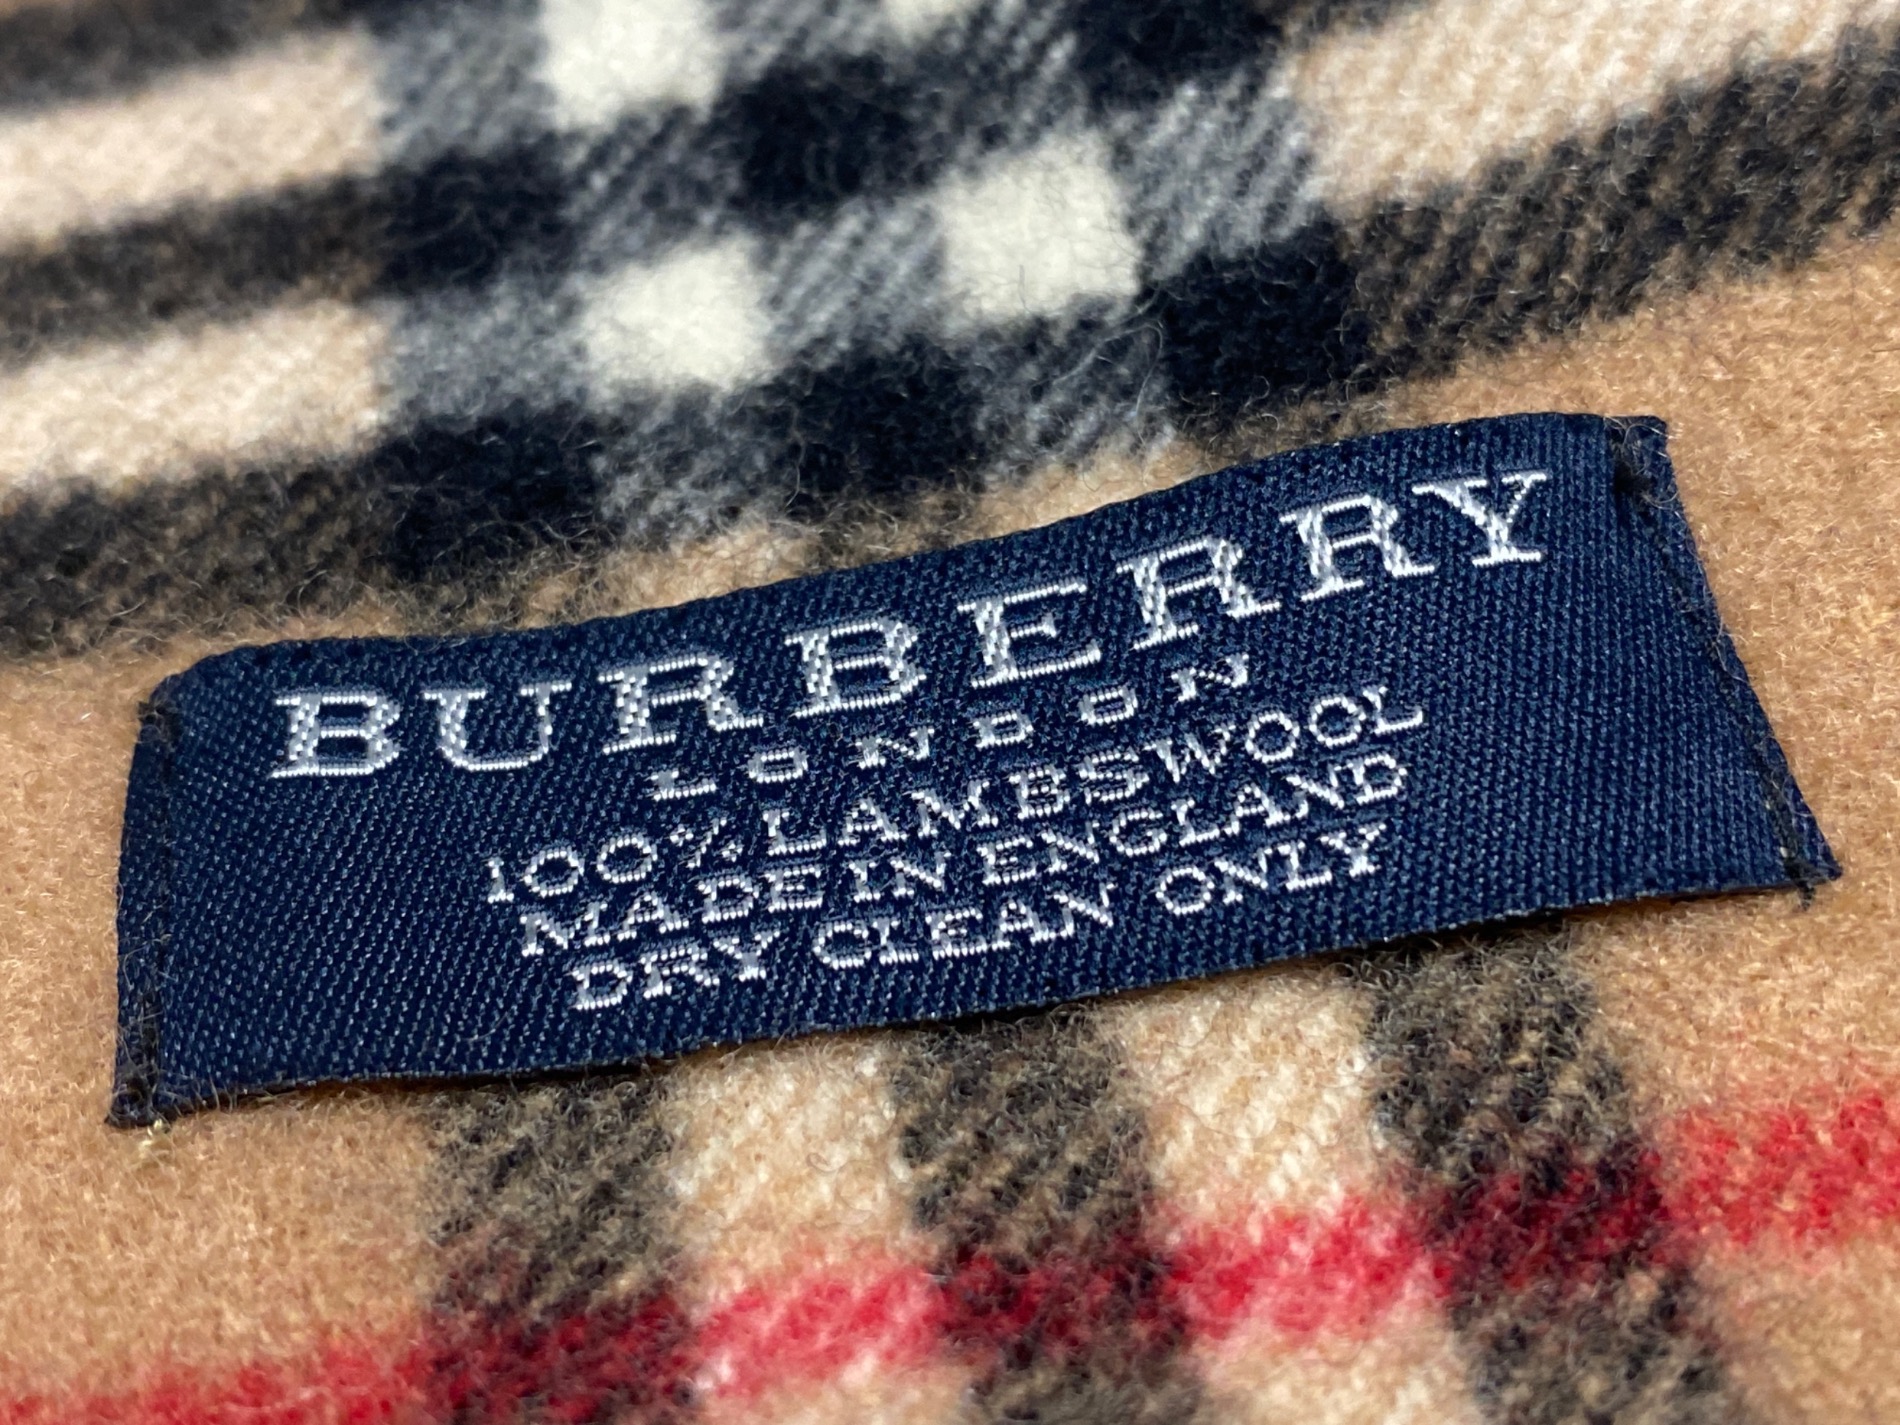 BURBERRY
LONDON
100% LAMBSWOOL
MADE IN ENGLAND
DRY CLEAN ONLY